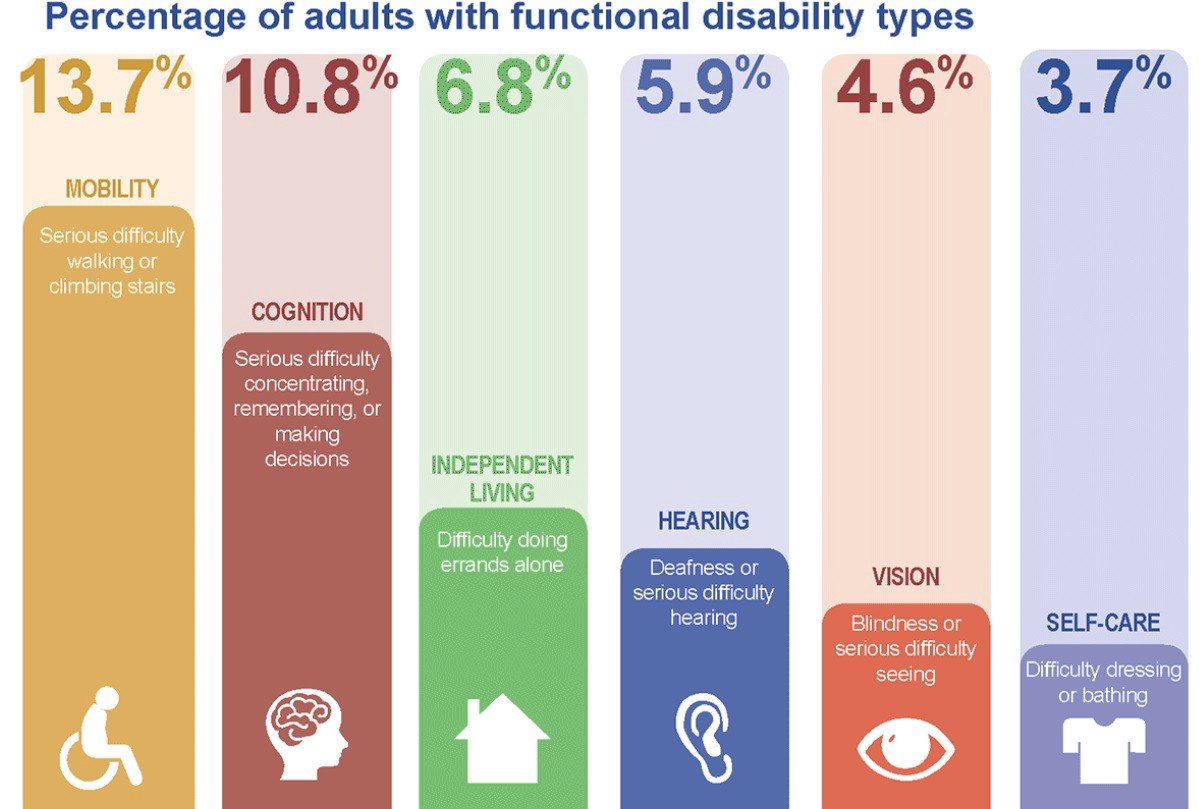 Percentage of adults with functional disability types
13.7%
MOBILITY
Serious difficulty
walking or
climbing stairs
10.8%
COGNITION
Serious difficulty
concentrating,
remembering, or
making
decisions
6.8%
INDEPENDENT
LIVING
Difficulty doing
errands alone
5.9%
HEARING
Deafness or
serious difficulty
hearing
4.6%
VISION
Blindness or
serious difficulty
seeing
3.7%
SELF-CARE
Difficulty dressing
or bathing